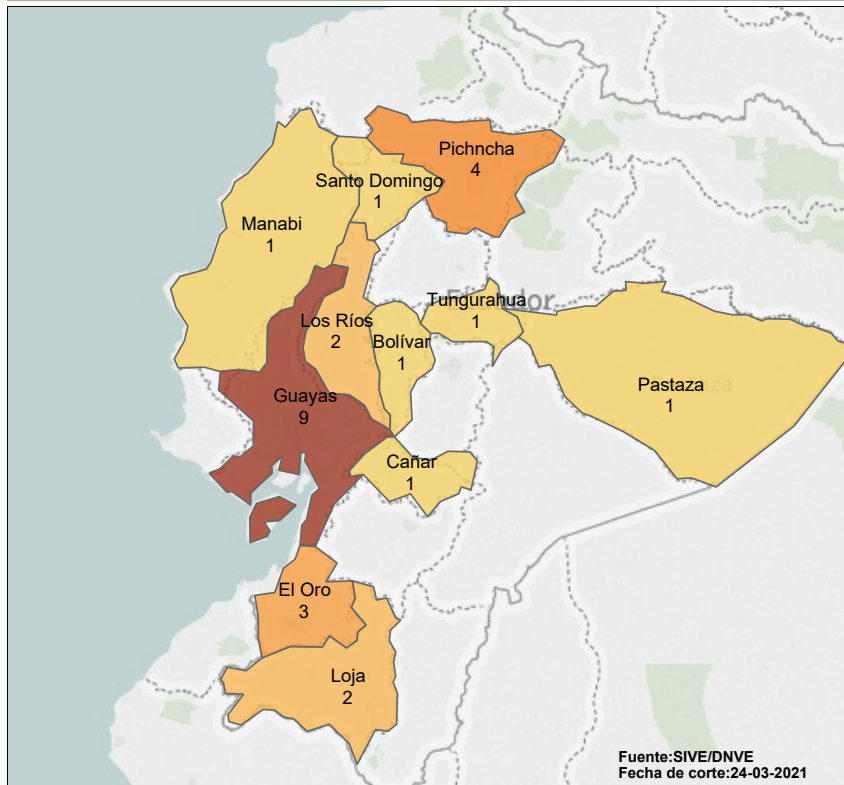 Pichncha
4
Santo Domingo
1
Manabi
1
Ecuador
Tungurahua
1
Los Ríos
2
Bolívar
1
Pastaza
1
Guayas
9
Cañar
1
El Oro
3
Loja
2
Fuente:SIVE/DNVE
Fecha de corte:24-03-2021